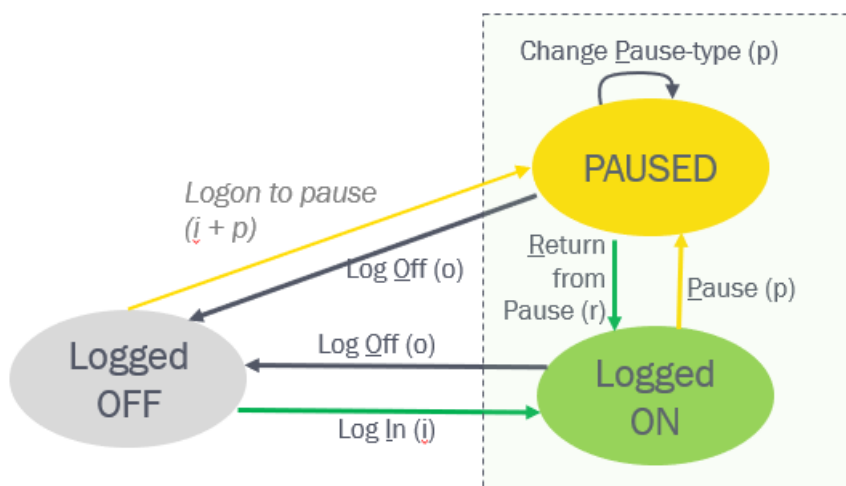 Change Pause-type (p)
PAUSED
Logon to pause
(i + p)
Log Off (o)
Return
from
Pause (r)
Pause (p)
Log Off (o)
Logged
OFF
Logged
ON
Log In (i)